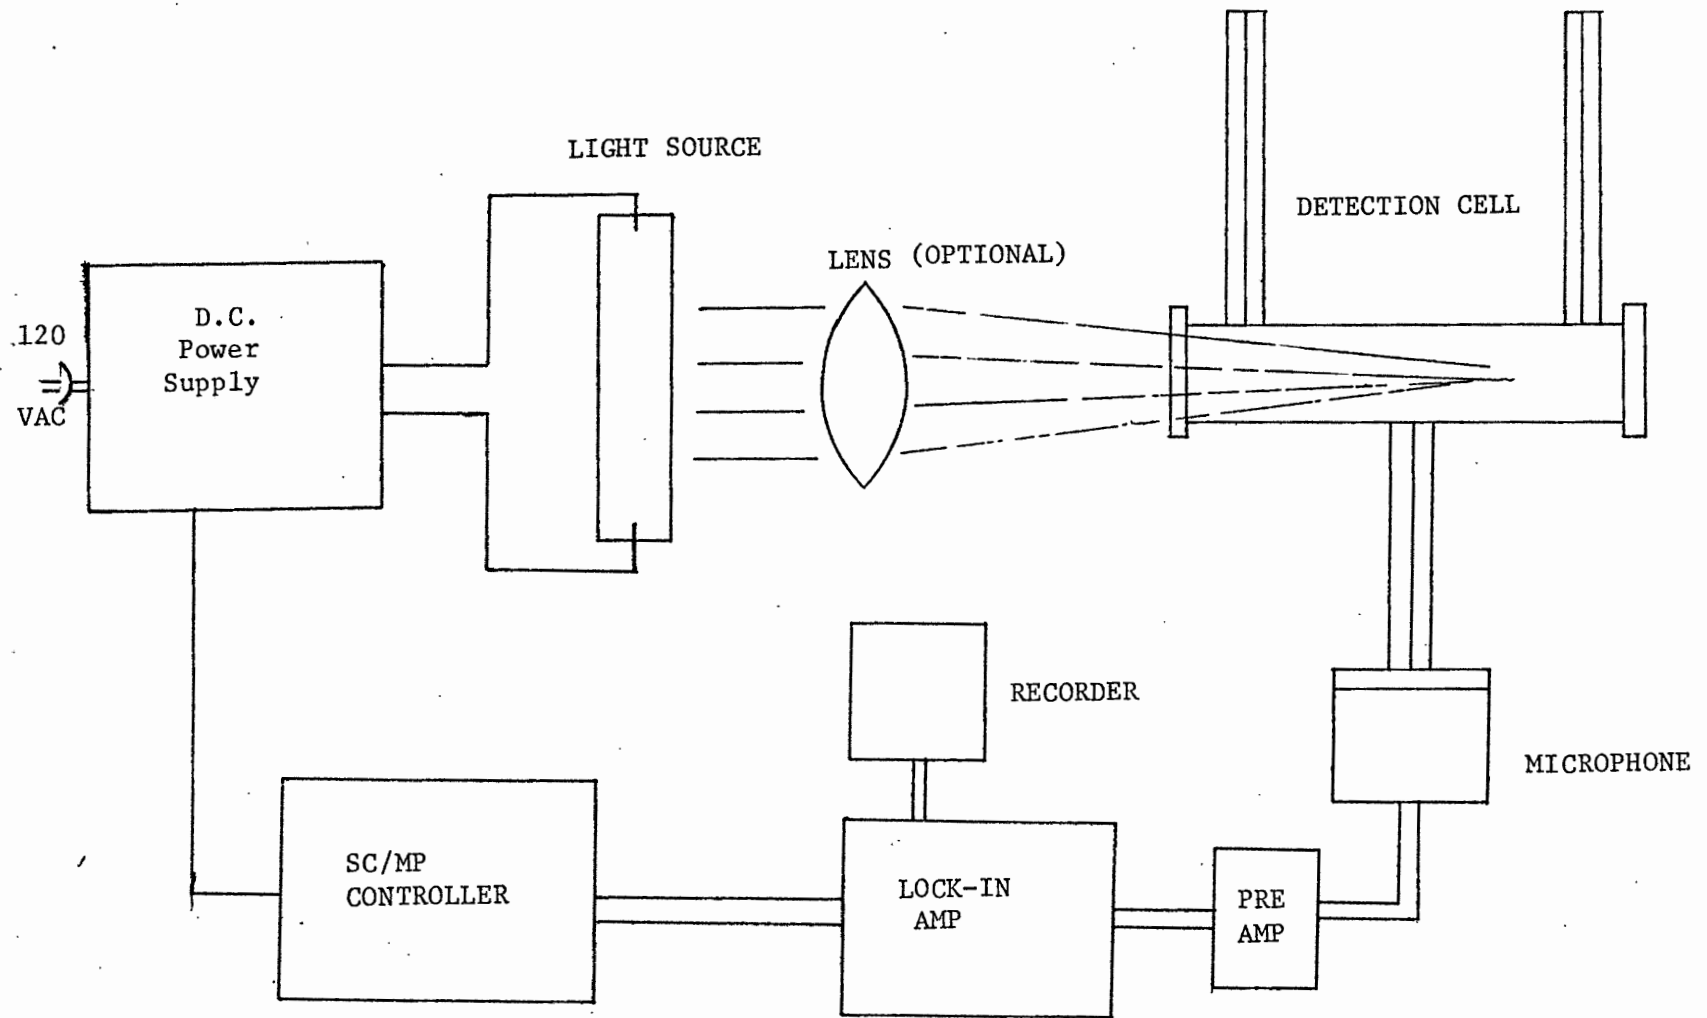 LIGHT SOURCE
DETECTION CELL
LENS (OPTIONAL)
D.C.
Power
Supply
120
VAC
RECORDER
MICROPHONE
SC/MP
CONTROLLER
LOCK-IN
AMP
PRE
AMP